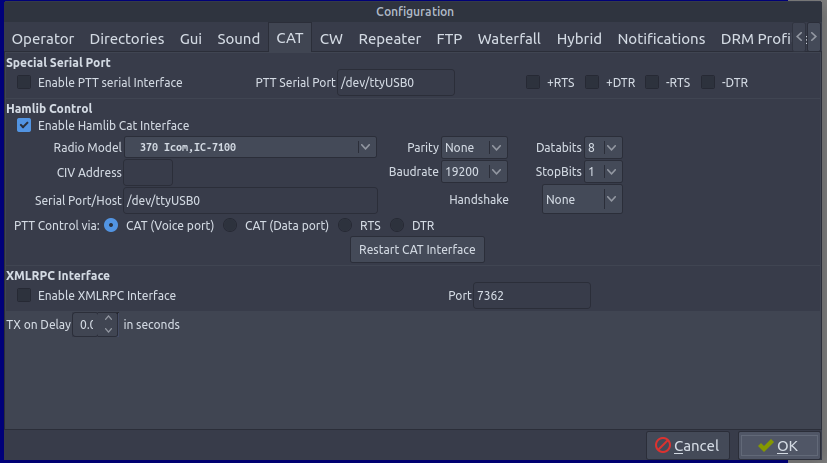 Configuration
Operator Directories Gui Sound CAT CW Repeater FTP Waterfall Hybrid Notifications DRM Profi
Special Serial Port
Enable PTT serial Interface PTT Serial Port /dev/ttyUSB0 +RTS +DTR -RTS -DTR
Hamlib Control
Enable Hamlib Cat Interface
Radio Model 370 Icom,IC-7100 Parity None Databits 8
CIV Address Baudrate 19200 StopBits 1
Serial Port/Host /dev/ttyUSB0 Handshake None
PTT Control via: CAT (Voice port) CAT (Data port) RTS DTR
Restart CAT Interface
XMLRPC Interface
Enable XMLRPC Interface Port 7362
TX on Delay 0.0 in seconds
Cancel OK